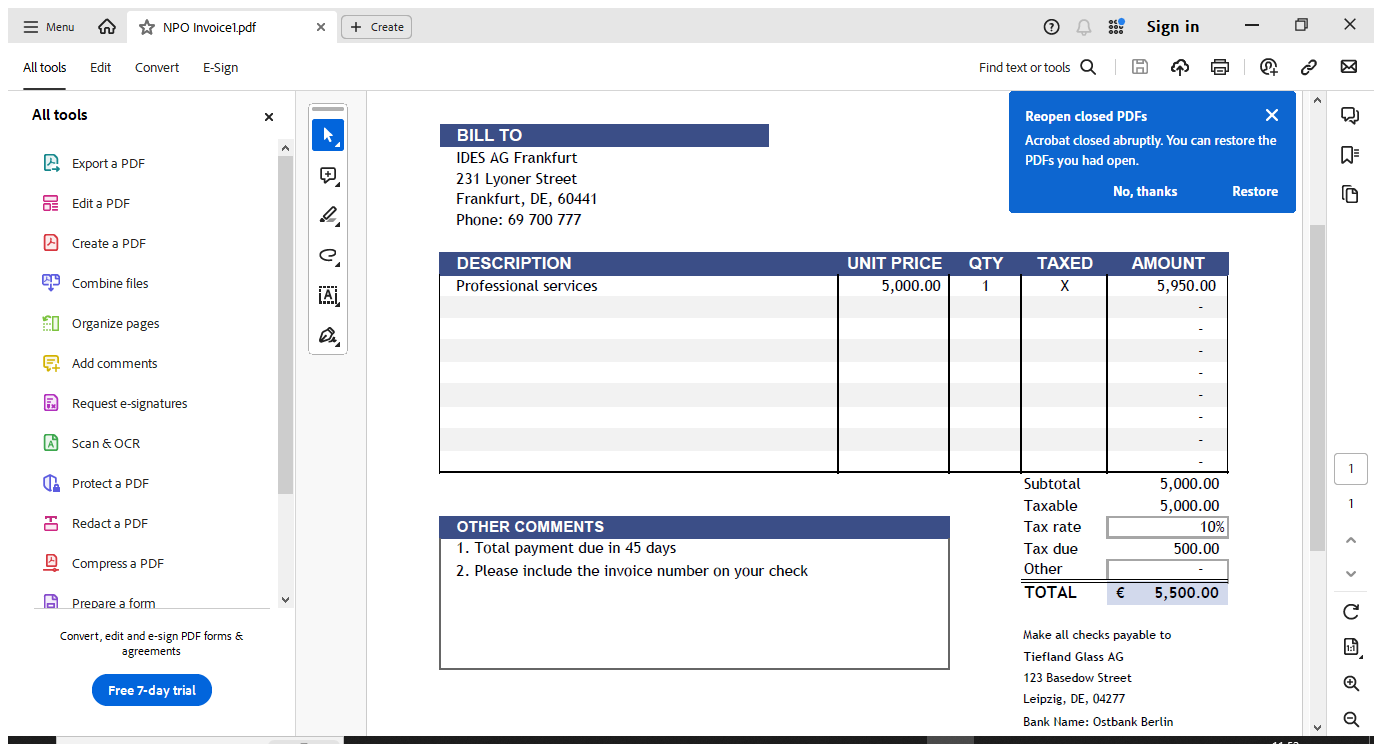 Menu
NPO Invoice1.pdf
Create
Sign in
All tools
Edit
Convert
E-Sign
Find text or tools
All tools
Export a PDF
Edit a PDF
Create a PDF
Combine files
Organize pages
Add comments
Request e-signatures
Scan & OCR
Protect a PDF
Redact a PDF
Compress a PDF
Prepare a form
Convert, edit and e-sign PDF forms &
agreements
Free 7-day trial
BILL TO
IDES AG Frankfurt
231 Lyoner Street
Frankfurt, DE, 60441
Phone: 69 700 777
Reopen closed PDFs
Acrobat closed abruptly. You can restore the
PDFs you had open.
No, thanks Restore
DESCRIPTION UNIT PRICE QTY TAXED AMOUNT
Professional services 5,000.00 1 X 5,950.00
-
-
-
-
-
-
-
-
Subtotal 5,000.00
Taxable 5,000.00
Tax rate 10%
Tax due 500.00
Other -
TOTAL € 5,500.00
OTHER COMMENTS
1. Total payment due in 45 days
2. Please include the invoice number on your check
Make all checks payable to
Tiefland Glass AG
123 Basedow Street
Leipzig, DE, 04277
Bank Name: Ostbank Berlin
1
1